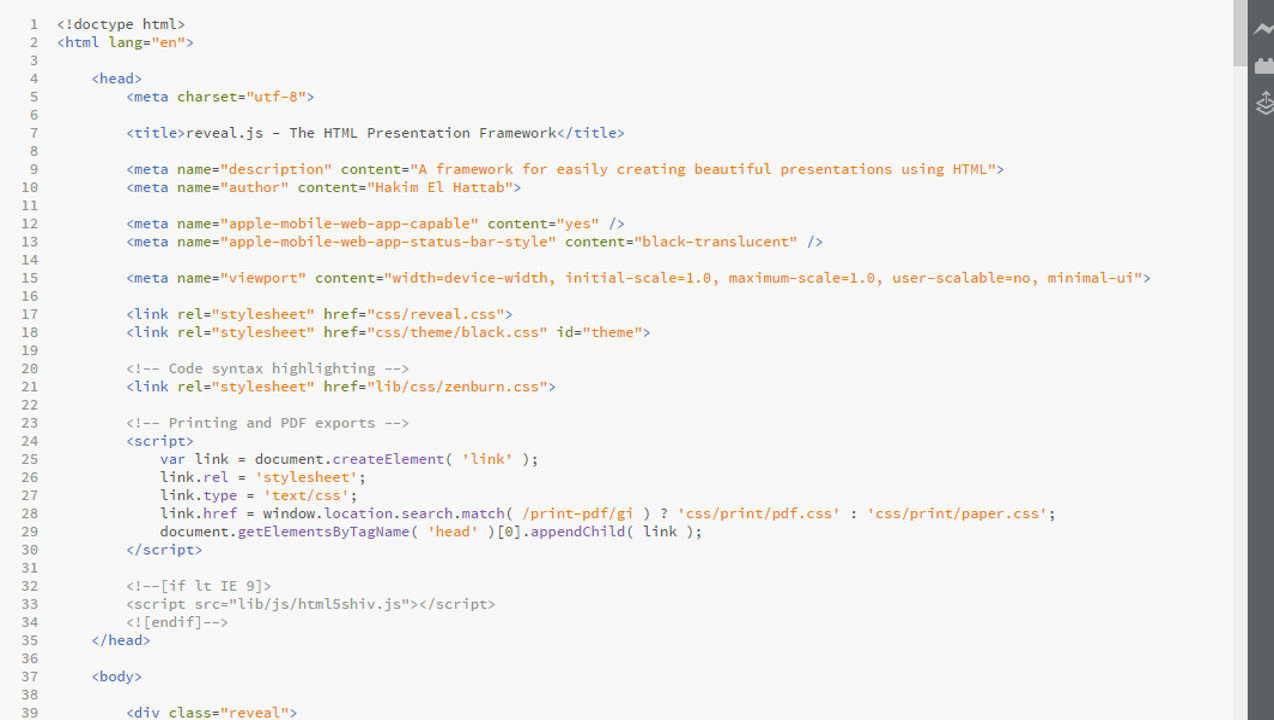 1 <!doctype html>
2 <html lang="en">
3
4 <head>
5 <meta charset="utf-8">
6
7 <title>reveal.js – The HTML Presentation Framework</title>
8
9 <meta name="description" content="A framework for easily creating beautiful presentations using HTML">
10 <meta name="author" content="Hakim El Hattab">
11
12 <meta name="apple-mobile-web-app-capable" content="yes" />
13 <meta name="apple-mobile-web-app-status-bar-style" content="black-translucent" />
14
15 <meta name="viewport" content="width=device-width, initial-scale=1.0, maximum-scale=1.0, user-scalable=no, minimal-ui">
16
17 <link rel="stylesheet" href="css/reveal.css">
18 <link rel="stylesheet" href="css/theme/black.css" id="theme">
19
20 <!-- Code syntax highlighting -->
21 <link rel="stylesheet" href="lib/css/zenburn.css">
22
23 <!-- Printing and PDF exports -->
24 <script>
25 var link = document.createElement( 'link' );
26 link.rel = 'stylesheet';
27 link.type = 'text/css';
28 link.href = window.location.search.match( /print-pdf/gi ) ? 'css/print/pdf.css' : 'css/print/paper.css';
29 document.getElementsByTagName( 'head' )[0].appendChild( link );
30 </script>
31
32 <!--[if lt IE 9]>
33 <script src="lib/js/html5shiv.js"></script>
34 <![endif]-->
35 </head>
36
37 <body>
38
39 <div class="reveal">